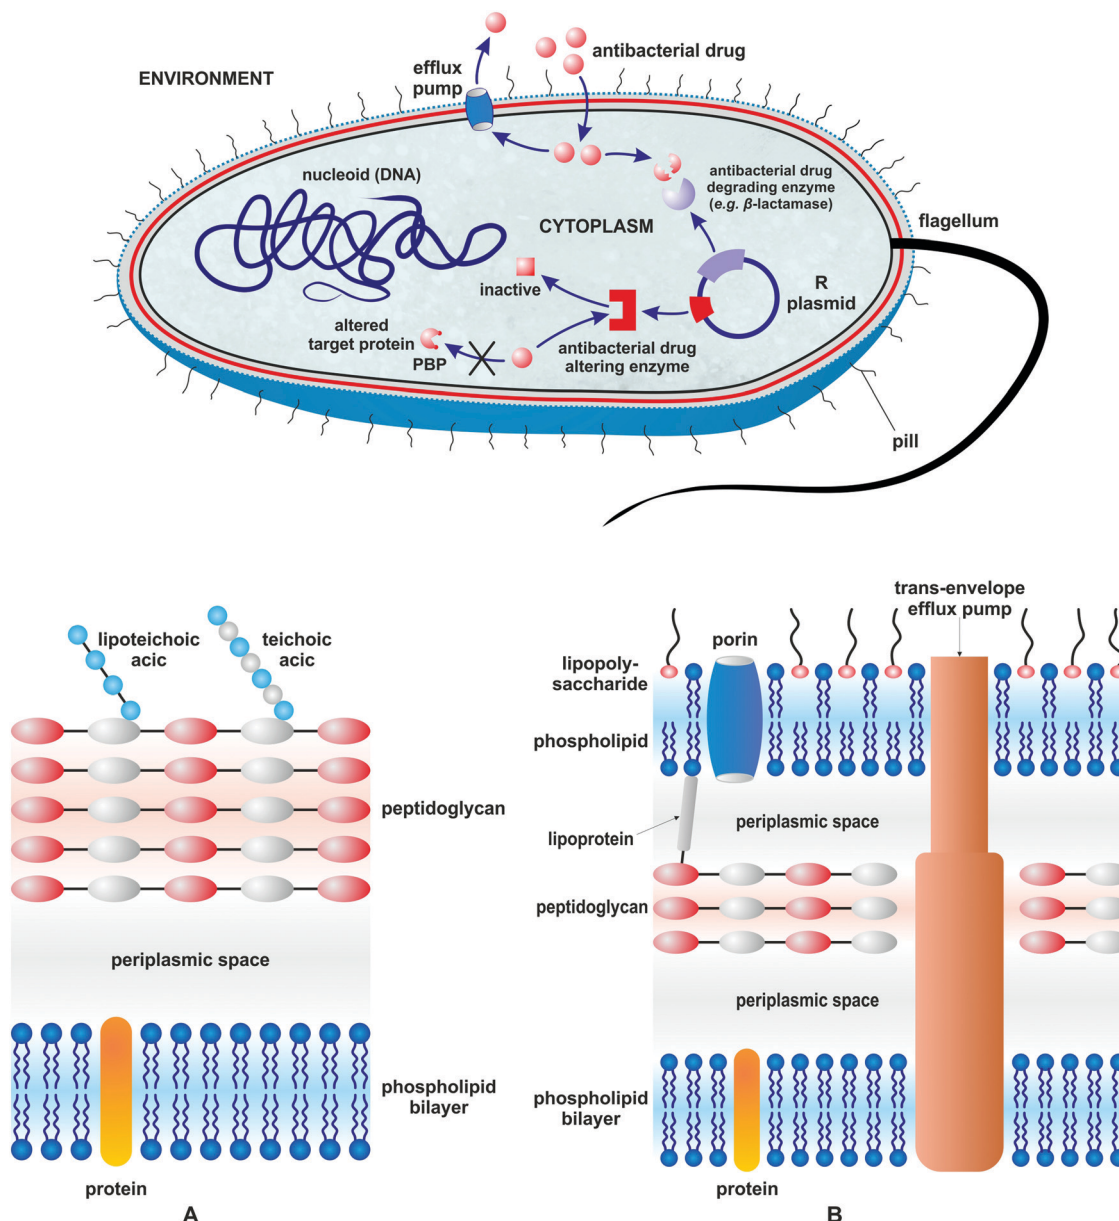 ENVIRONMENT
efflux
pump
antibacterial drug
nucleoid (DNA)
CYTOPLASM
antibacterial drug
degrading enzyme
(e.g. β-lactamase)
flagellum
R
plasmid
inactive
altered
target protein
PBP
antibacterial drug
altering enzyme
pill
lipoteichoic
acic
teichoic
acic
peptidoglycan
periplasmic space
phospholipid
bilayer
protein
A
trans-envelope
efflux pump
porin
lipopoly-
saccharide
phospholipid
lipoprotein
periplasmic space
peptidoglycan
periplasmic space
phospholipid
bilayer
protein
B